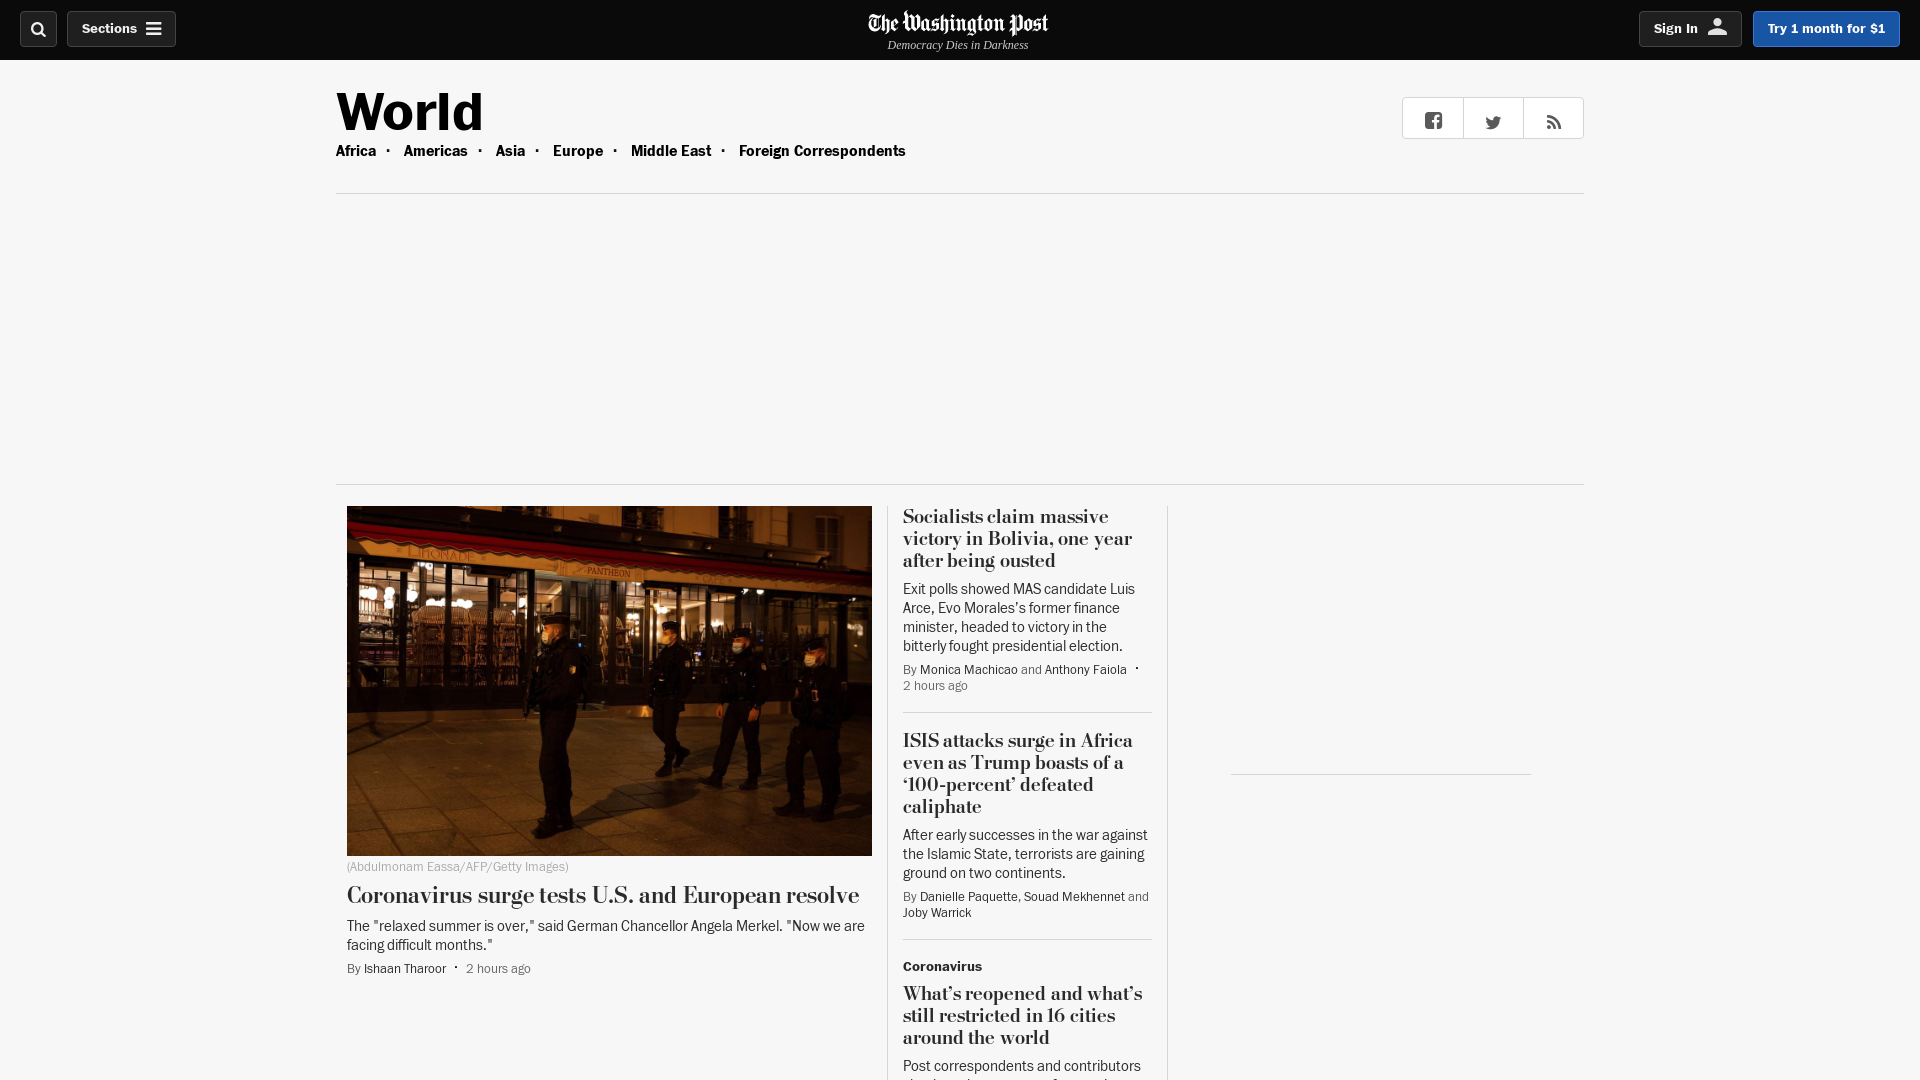 Sections
The Washington Post
Democracy Dies in Darkness
Sign In
Try 1 month for $1
World
Africa · Americas · Asia · Europe · Middle East · Foreign Correspondents
LIMONADE
PANTHEON
(Abdulmonam Eassa/AFP/Getty Images)
Coronavirus surge tests U.S. and European resolve
The "relaxed summer is over," said German Chancellor Angela Merkel. "Now we are
facing difficult months."
By Ishaan Tharoor · 2 hours ago
Socialists claim massive
victory in Bolivia, one year
after being ousted
Exit polls showed MAS candidate Luis
Arce, Evo Morales's former finance
minister, headed to victory in the
bitterly fought presidential election.
By Monica Machicao and Anthony Faiola ·
2 hours ago
ISIS attacks surge in Africa
even as Trump boasts of a
‘100-percent’ defeated
caliphate
After early successes in the war against
the Islamic State, terrorists are gaining
ground on two continents.
By Danielle Paquette, Souad Mekhennet and
Joby Warrick
Coronavirus
What’s reopened and what’s
still restricted in 16 cities
around the world
Post correspondents and contributors